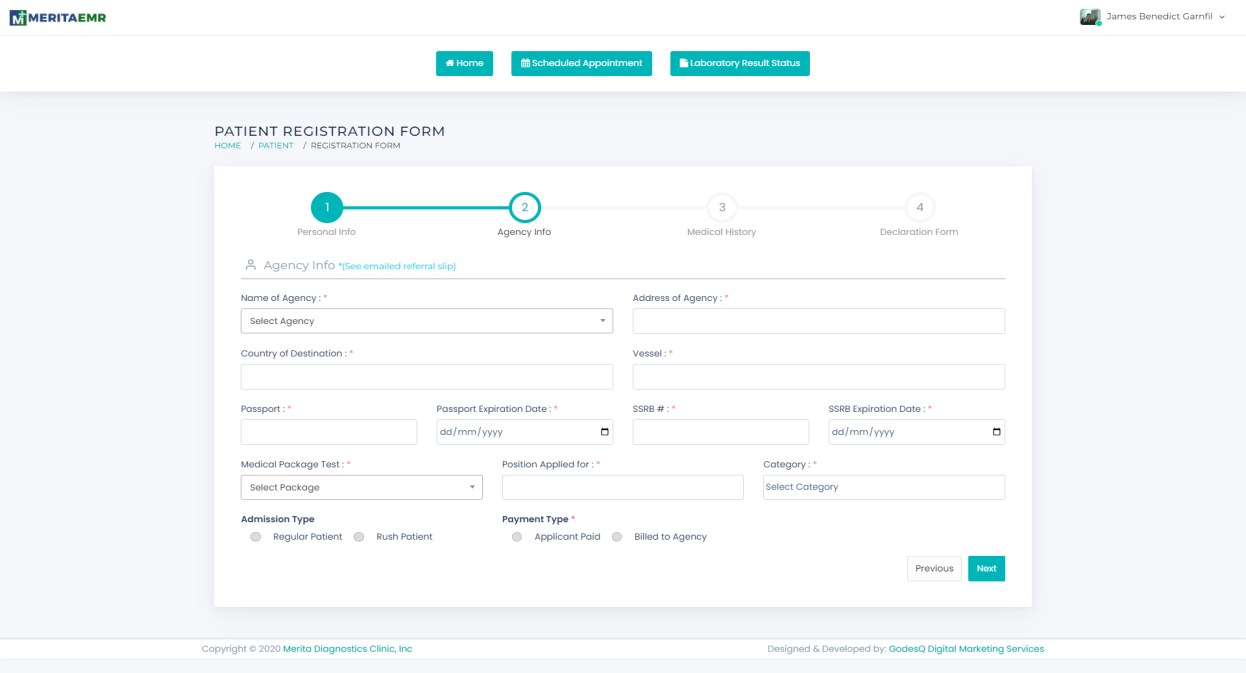 MERITAEMR
James Benedict Garnfil
Home Scheduled Appointment Laboratory Result Status
PATIENT REGISTRATION FORM
HOME / PATIENT / REGISTRATION FORM
1 2 3 4
Personal Info Agency Info Medical History Declaration Form
Agency Info *(See emailed referral slip)
Name of Agency : * Address of Agency : *
Select Agency
Country of Destination : * Vessel : *
Passport : * Passport Expiration Date : * SSRB # : * SSRB Expiration Date : *
dd/mm/yyyy dd/mm/yyyy
Medical Package Test : * Position Applied for : * Category : *
Select Package Select Category
Admission Type Payment Type *
Regular Patient Rush Patient Applicant Paid Billed to Agency
Previous Next
Copyright © 2020 Merita Diagnostics Clinic, Inc Designed & Developed by: GodesQ Digital Marketing Services